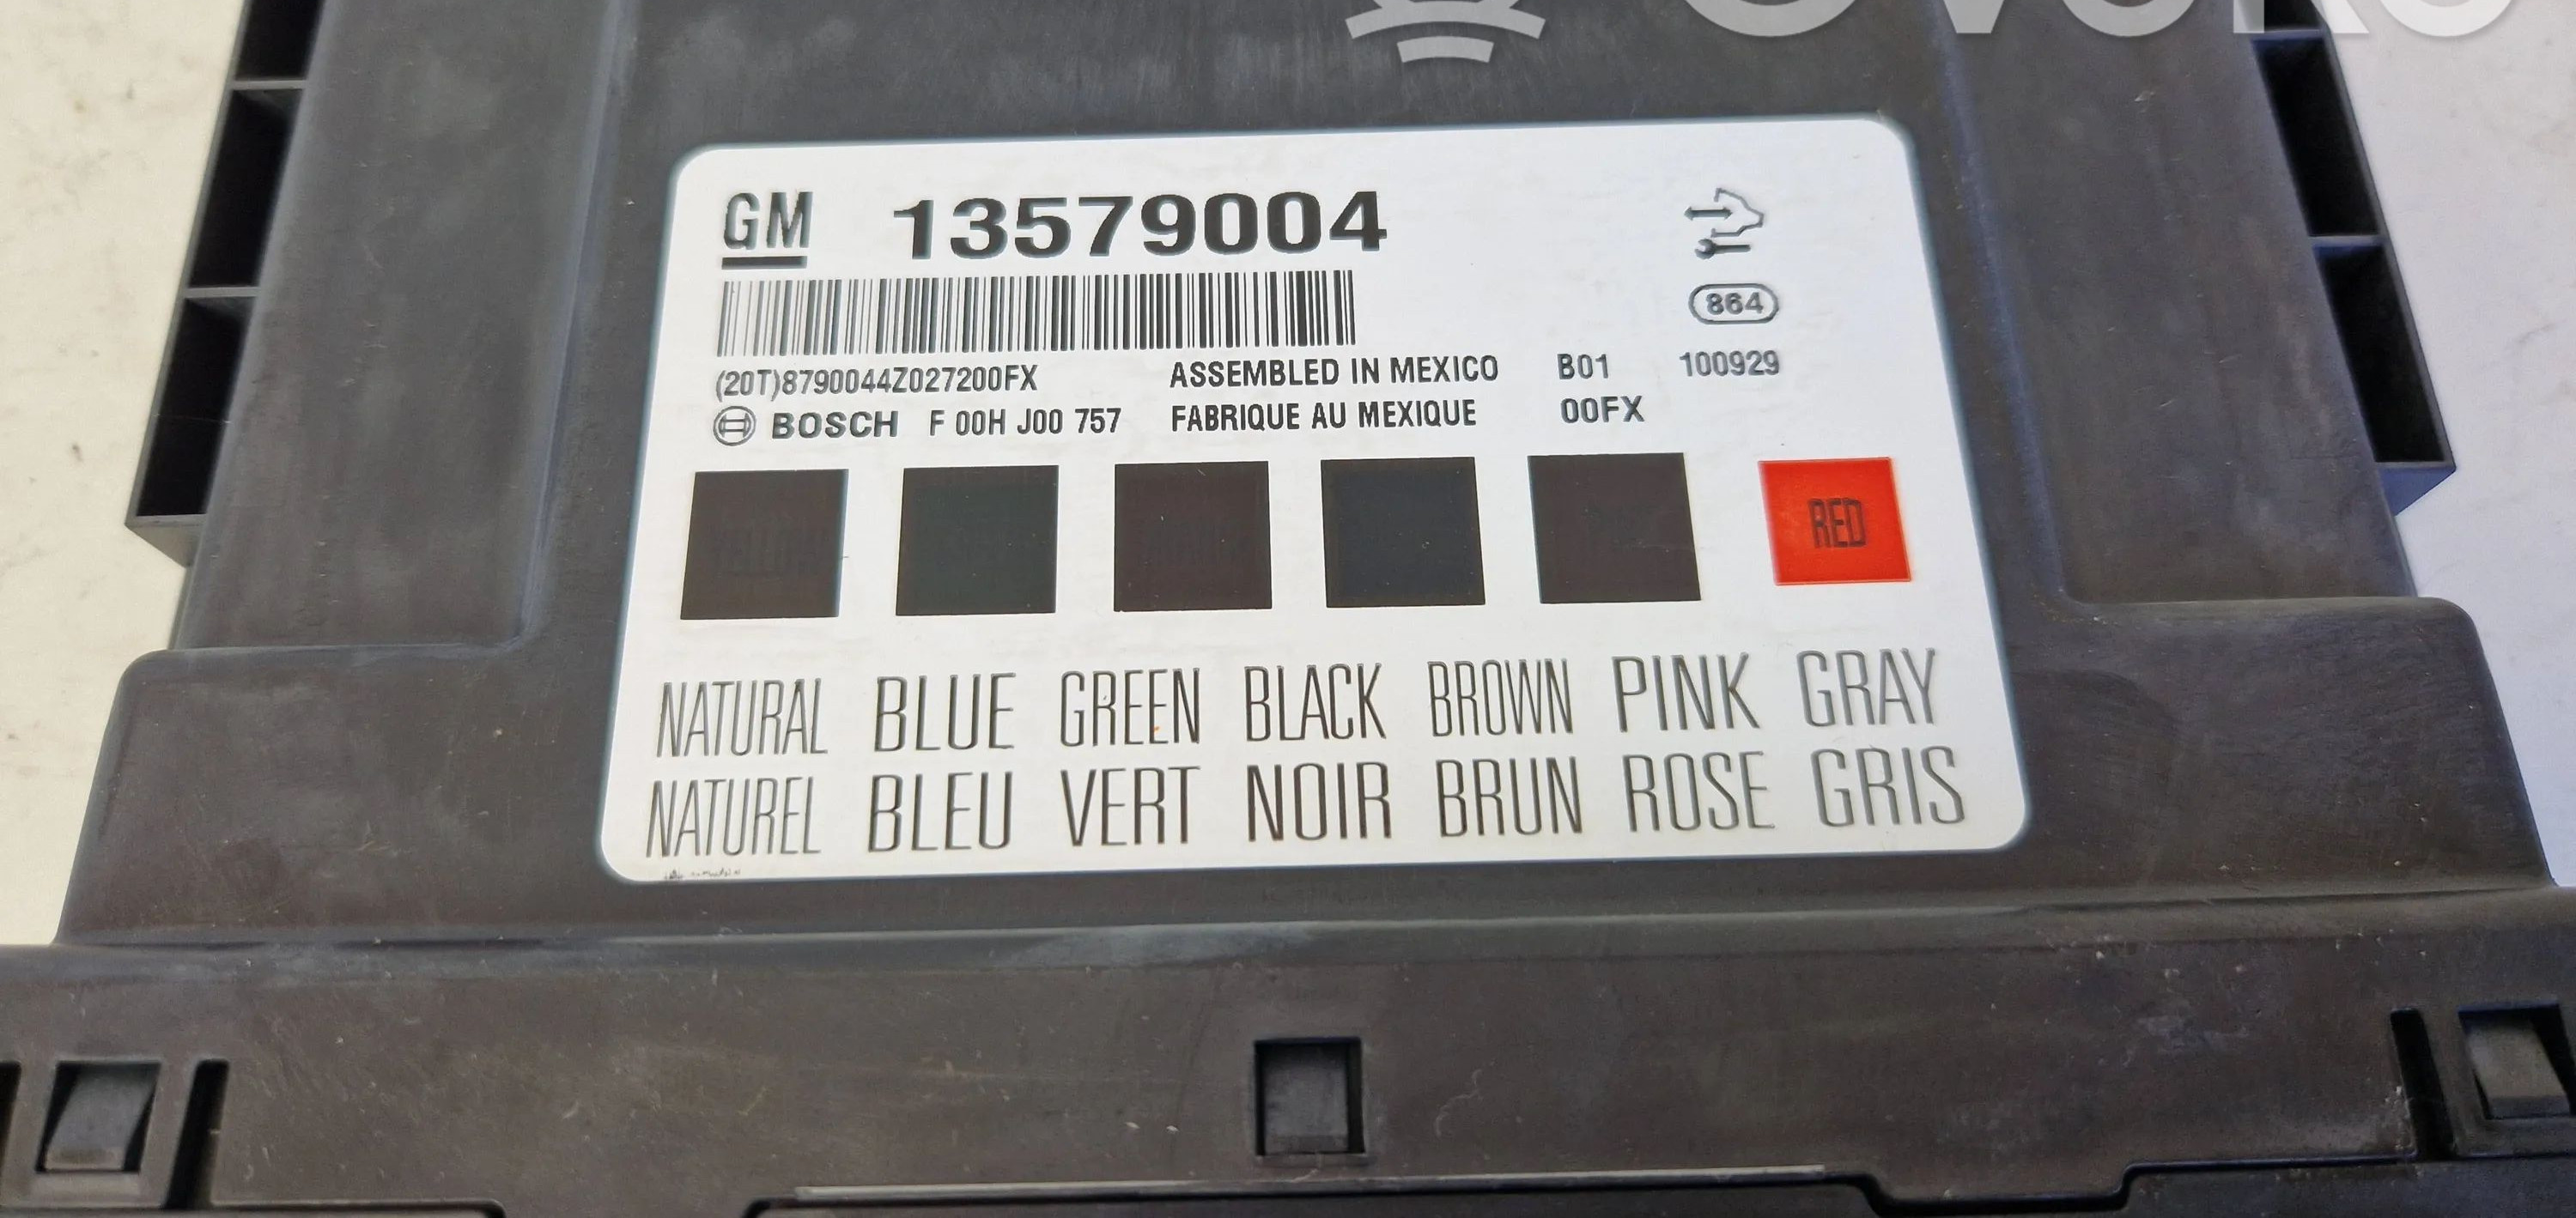 GM 13579004
864
(20T)8790044Z027200FX ASSEMBLED IN MEXICO B01 100929
BOSCH F 00H J00 757 FABRIQUE AU MEXIQUE 00FX
YELLOW RED
NATURAL BLUE GREEN BLACK BROWN PINK GRAY
NATUREL BLEU VERT NOIR BRUN ROSE GRIS